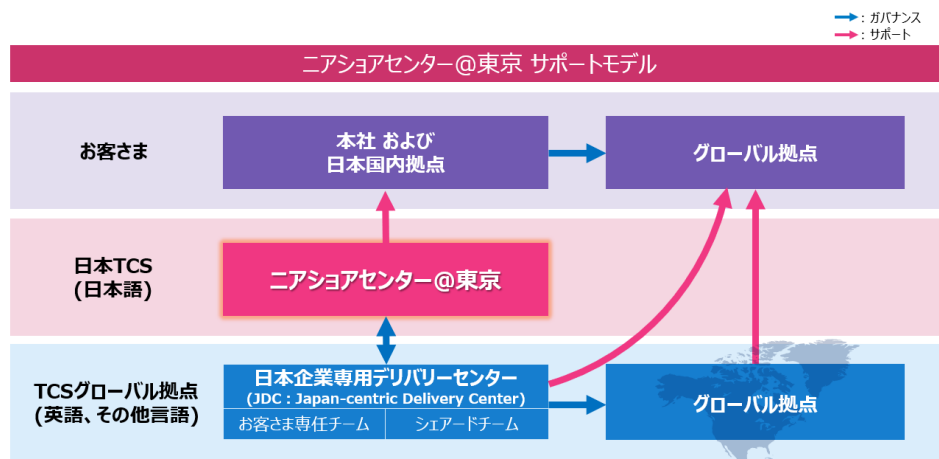 : ガバナンス
: サポート
ニアショアセンター@東京 サポートモデル
お客さま
本社 および
日本国内拠点
グローバル拠点
日本TCS
(日本語)
ニアショアセンター@東京
TCSグローバル拠点
(英語、その他言語)
日本企業専用デリバリーセンター
(JDC : Japan-centric Delivery Center)
お客さま専任チーム
シェアードチーム
グローバル拠点